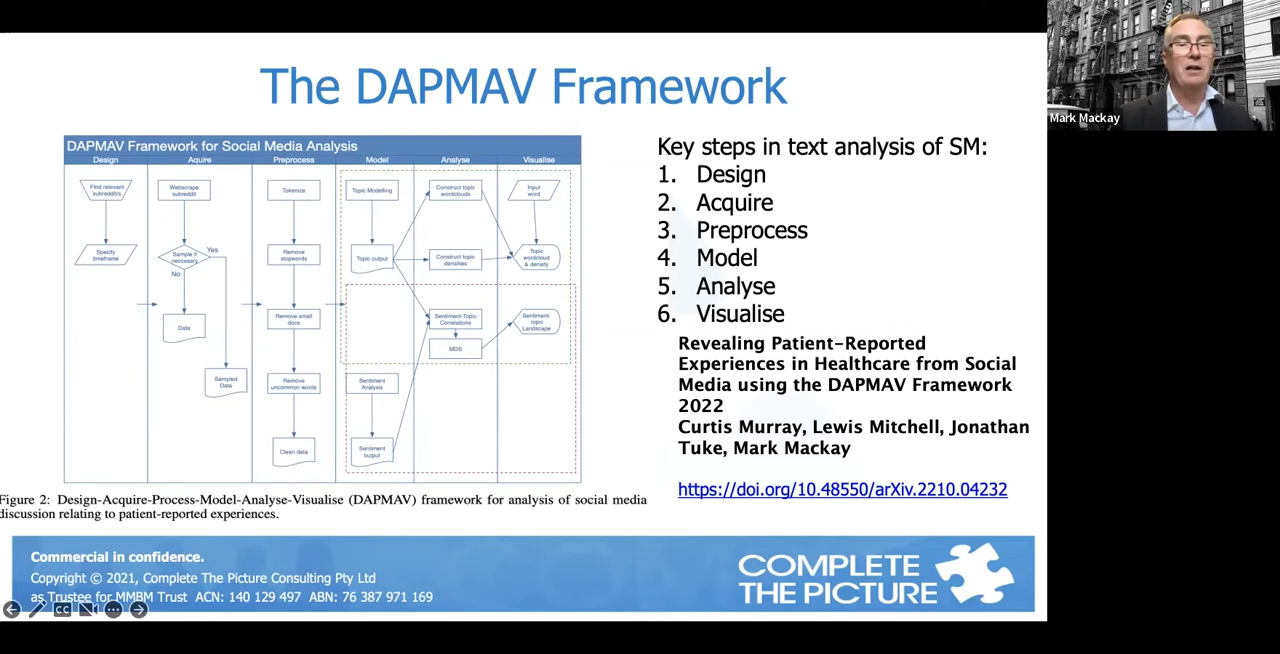 The DAPMAV Framework
Mark Mackay
DAPMAV Framework for Social Media Analysis
Design Aquire Preprocess Model Analyse Visualise
Find relevant
subreddit/s
Specify
timeframe
Webscrape
subreddit
Sample if
neccesary
Yes
No
Data
Sampled
Data
Tokenize
Remove
stopwords
Remove small
docs
Remove
uncommon words
Clean data
Topic Modelling
Topic output
Sentiment
Analysis
Sentiment
output
Construct topic
wordclouds
Construct topic
densities
Sentiment-Topic
Correlations
MDS
Input
word
Topic
wordcloud
& density
Sentiment-
topic
Landscape
Figure 2: Design-Acquire-Process-Model-Analyse-Visualise (DAPMAV) framework for analysis of social media
discussion relating to patient-reported experiences.
Key steps in text analysis of SM:
1. Design
2. Acquire
3. Preprocess
4. Model
5. Analyse
6. Visualise
Revealing Patient-Reported
Experiences in Healthcare from Social
Media using the DAPMAV Framework
2022
Curtis Murray, Lewis Mitchell, Jonathan
Tuke, Mark Mackay
https://doi.org/10.48550/arXiv.2210.04232
Commercial in confidence.
Copyright © 2021, Complete The Picture Consulting Pty Ltd
as Trustee for MMBM Trust ACN: 140 129 497 ABN: 76 387 971 169
CC
COMPLETE
THE PICTURE